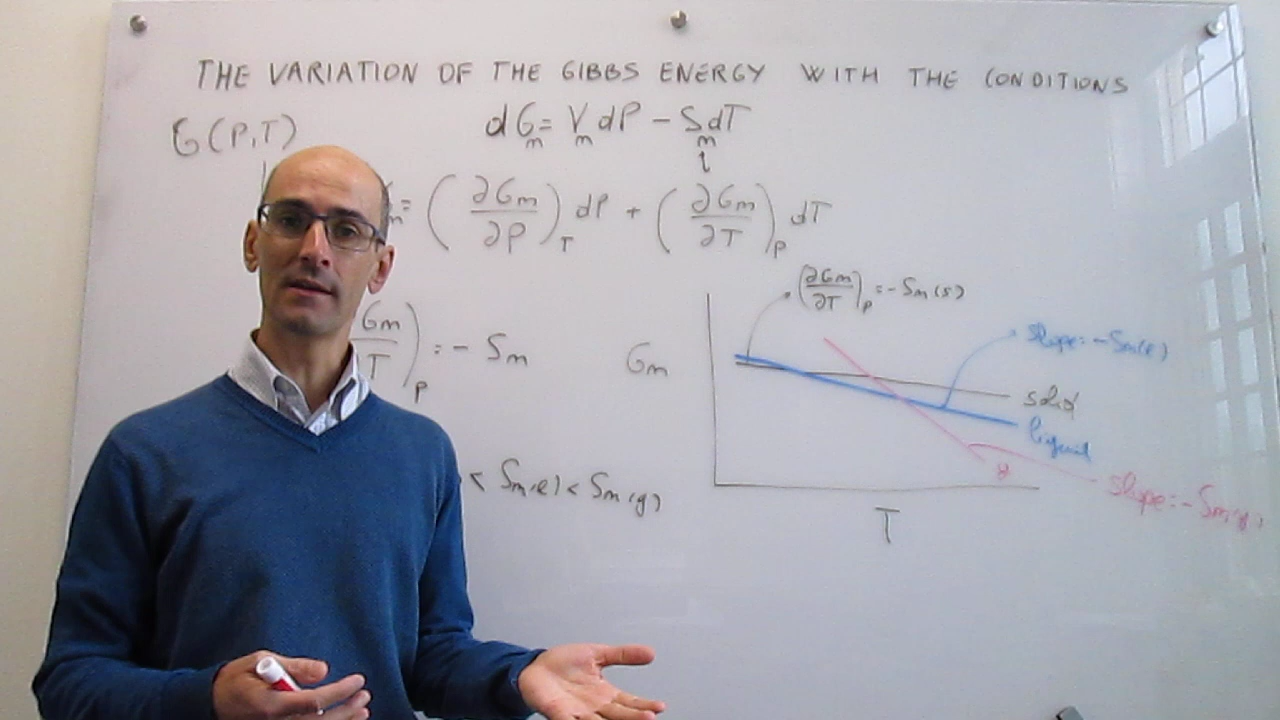 THE VARIATION OF THE GIBBS ENERGY WITH THE CONDITIONS
G(P,T)
dGm = Vm dP - Sm dT
m = (∂Gm/∂P)T dP + (∂Gm/∂T)P dT
(∂Gm/∂T)P = - Sm(s)
Gm/T)P = - Sm
Gm
slope = - Sm(l)
solid
liquid
g
slope = - Sm(g)
< Sm(l) < Sm(g)
T